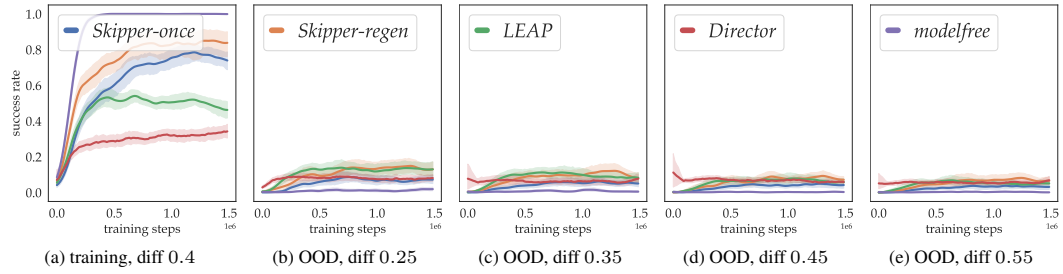 Skipper-once
Skipper-regen
LEAP
Director
modelfree
success rate
1.0
0.8
0.6
0.4
0.2
0.0
0.0 0.5 1.0 1.5
training steps 1e6
0.0 0.5 1.0 1.5
training steps 1e6
0.0 0.5 1.0 1.5
training steps 1e6
0.0 0.5 1.0 1.5
training steps 1e6
0.0 0.5 1.0 1.5
training steps 1e6
(a) training, diff 0.4
(b) OOD, diff 0.25
(c) OOD, diff 0.35
(d) OOD, diff 0.45
(e) OOD, diff 0.55